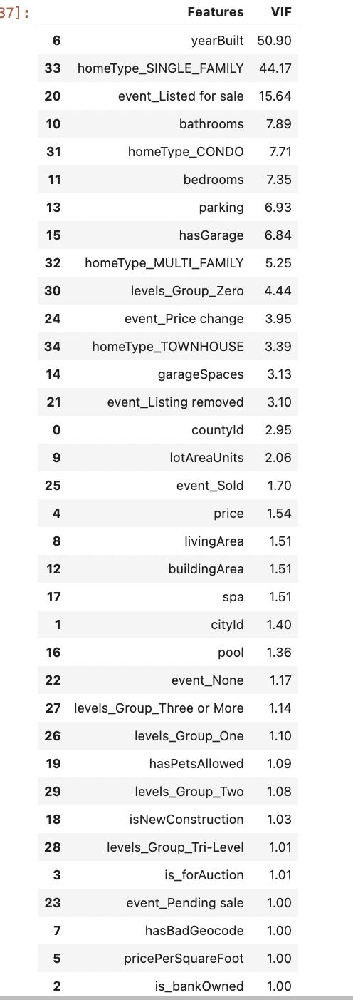 37]:
Features VIF
6 yearBuilt 50.90
33 homeType_SINGLE_FAMILY 44.17
20 event_Listed for sale 15.64
10 bathrooms 7.89
31 homeType_CONDO 7.71
11 bedrooms 7.35
13 parking 6.93
15 hasGarage 6.84
32 homeType_MULTI_FAMILY 5.25
30 levels_Group_Zero 4.44
24 event_Price change 3.95
34 homeType_TOWNHOUSE 3.39
14 garageSpaces 3.13
21 event_Listing removed 3.10
0 countyId 2.95
9 lotAreaUnits 2.06
25 event_Sold 1.70
4 price 1.54
8 livingArea 1.51
12 buildingArea 1.51
17 spa 1.51
1 cityId 1.40
16 pool 1.36
22 event_None 1.17
27 levels_Group_Three or More 1.14
26 levels_Group_One 1.10
19 hasPetsAllowed 1.09
29 levels_Group_Two 1.08
18 isNewConstruction 1.03
28 levels_Group_Tri-Level 1.01
3 is_forAuction 1.01
23 event_Pending sale 1.00
7 hasBadGeocode 1.00
5 pricePerSquareFoot 1.00
2 is_bankOwned 1.00